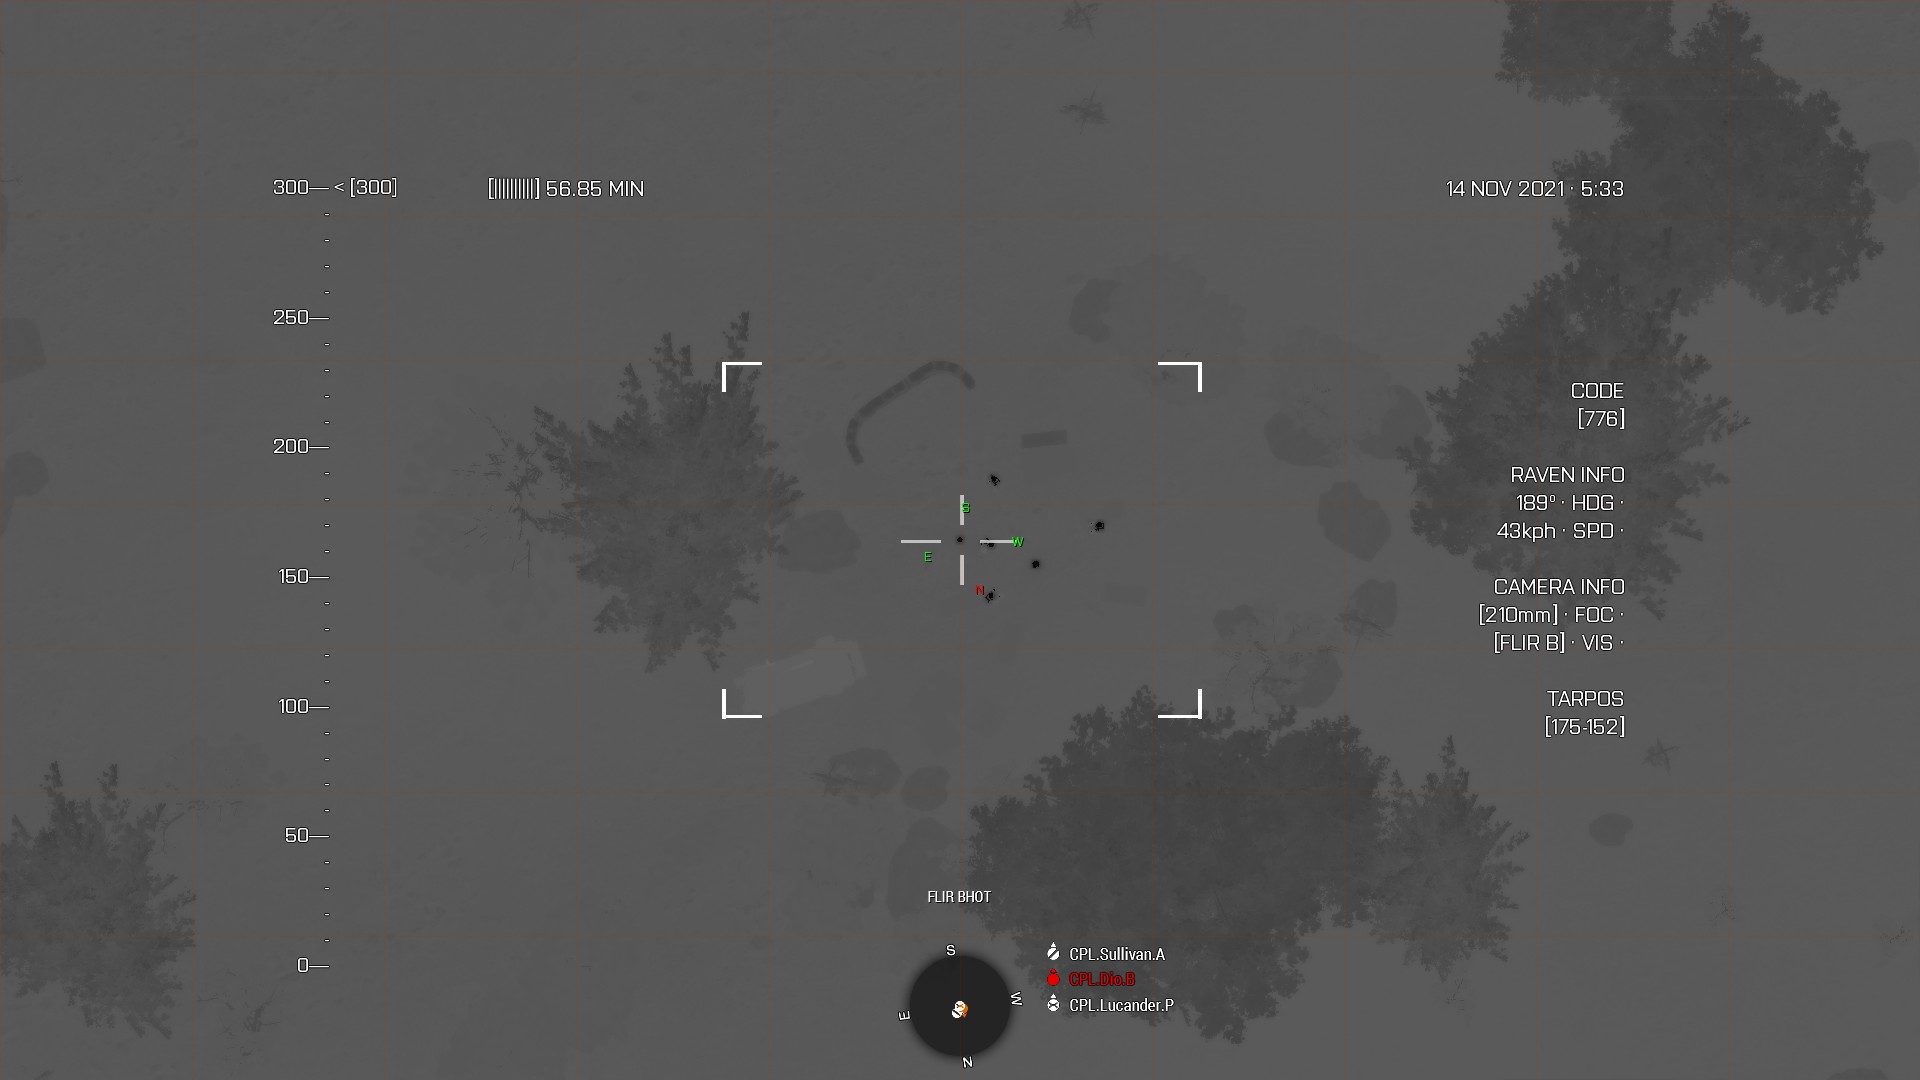 300 < [300]
[||||||||||] 56.85 MIN
14 NOV 2021 · 5:33
250
200
150
100
50
0
S
E
W
N
CODE
[776]
RAVEN INFO
189º · HDG ·
43kph · SPD ·
CAMERA INFO
[210mm] · FOC ·
[FLIR B] · VIS ·
TARPOS
[175-152]
FLIR BHOT
S
E
W
N
CPL.Sullivan.A
CPL.Dio.B
CPL.Lucander.P